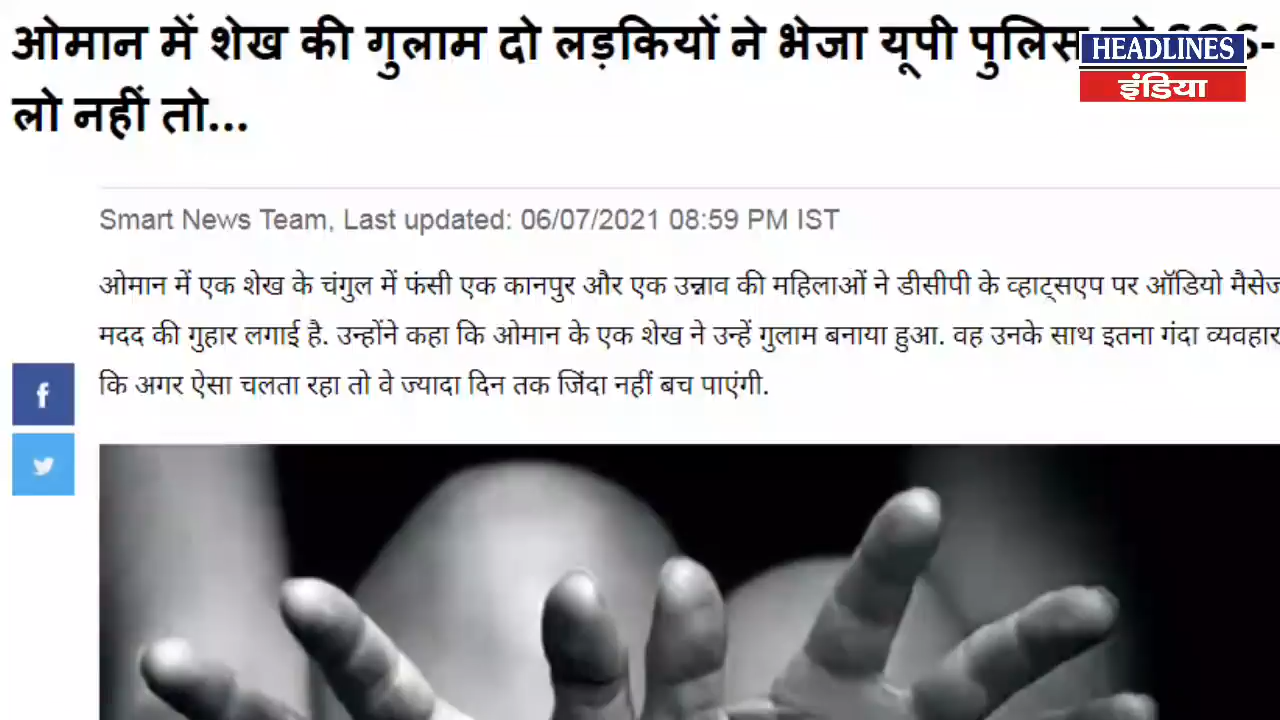 ओमान में शेख की गुलाम दो लड़कियों ने भेजा यूपी पुलिस
HEADLINES
इंडिया
लो नहीं तो...
Smart News Team, Last updated: 06/07/2021 08:59 PM IST
ओमान में एक शेख के चंगुल में फंसी एक कानपुर और एक उन्नाव की महिलाओं ने डीसीपी के व्हाट्सएप पर ऑडियो
मदद की गुहार लगाई है. उन्होंने कहा कि ओमान के एक शेख ने उन्हें गुलाम बनाया हुआ. वह उनके साथ इतना गंदा व्यवहार
कि अगर ऐसा चलता रहा तो वे ज्यादा दिन तक जिंदा नहीं बच पाएंगी.
f